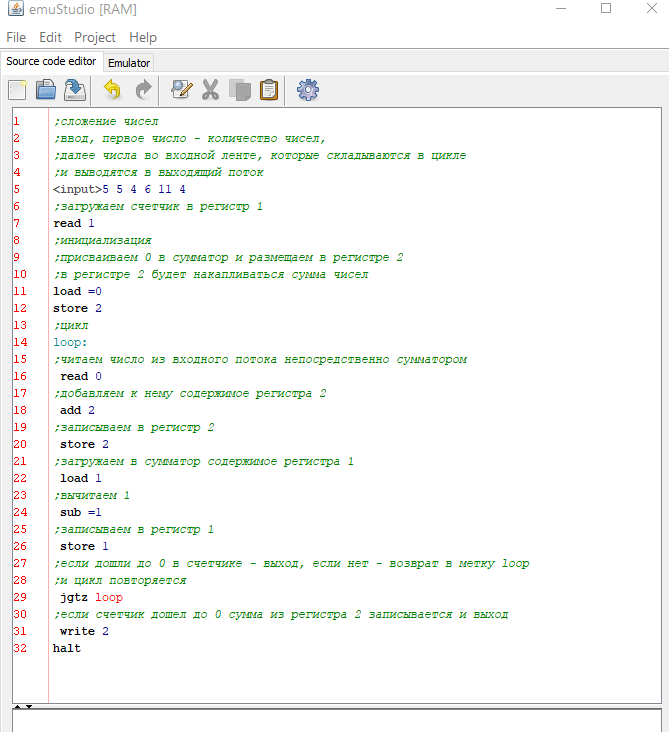 emuStudio [RAM]
File Edit Project Help
Source code editor Emulator
1 ;сложение чисел
2 ;ввод, первое число - количество чисел,
3 ;далее числа во входной ленте, которые складываются в цикле
4 ;и выводятся в выходящий поток
5 <input>5 5 4 6 11 4
6 ;загружаем счетчик в регистр 1
7 read 1
8 ;инициализация
9 ;присваиваем 0 в сумматор и размещаем в регистре 2
10 ;в регистре 2 будет накапливаться сумма чисел
11 load =0
12 store 2
13 ;цикл
14 loop:
15 ;читаем число из входного потока непосредственно сумматором
16 read 0
17 ;добавляем к нему содержимое регистра 2
18 add 2
19 ;записываем в регистр 2
20 store 2
21 ;загружаем в сумматор содержимое регистра 1
22 load 1
23 ;вычитаем 1
24 sub =1
25 ;записываем в регистр 1
26 store 1
27 ;если дошли до 0 в счетчике - выход, если нет - возврат в метку loop
28 ;и цикл повторяется
29 jgtz loop
30 ;если счетчик дошел до 0 сумма из регистра 2 записывается и выход
31 write 2
32 halt